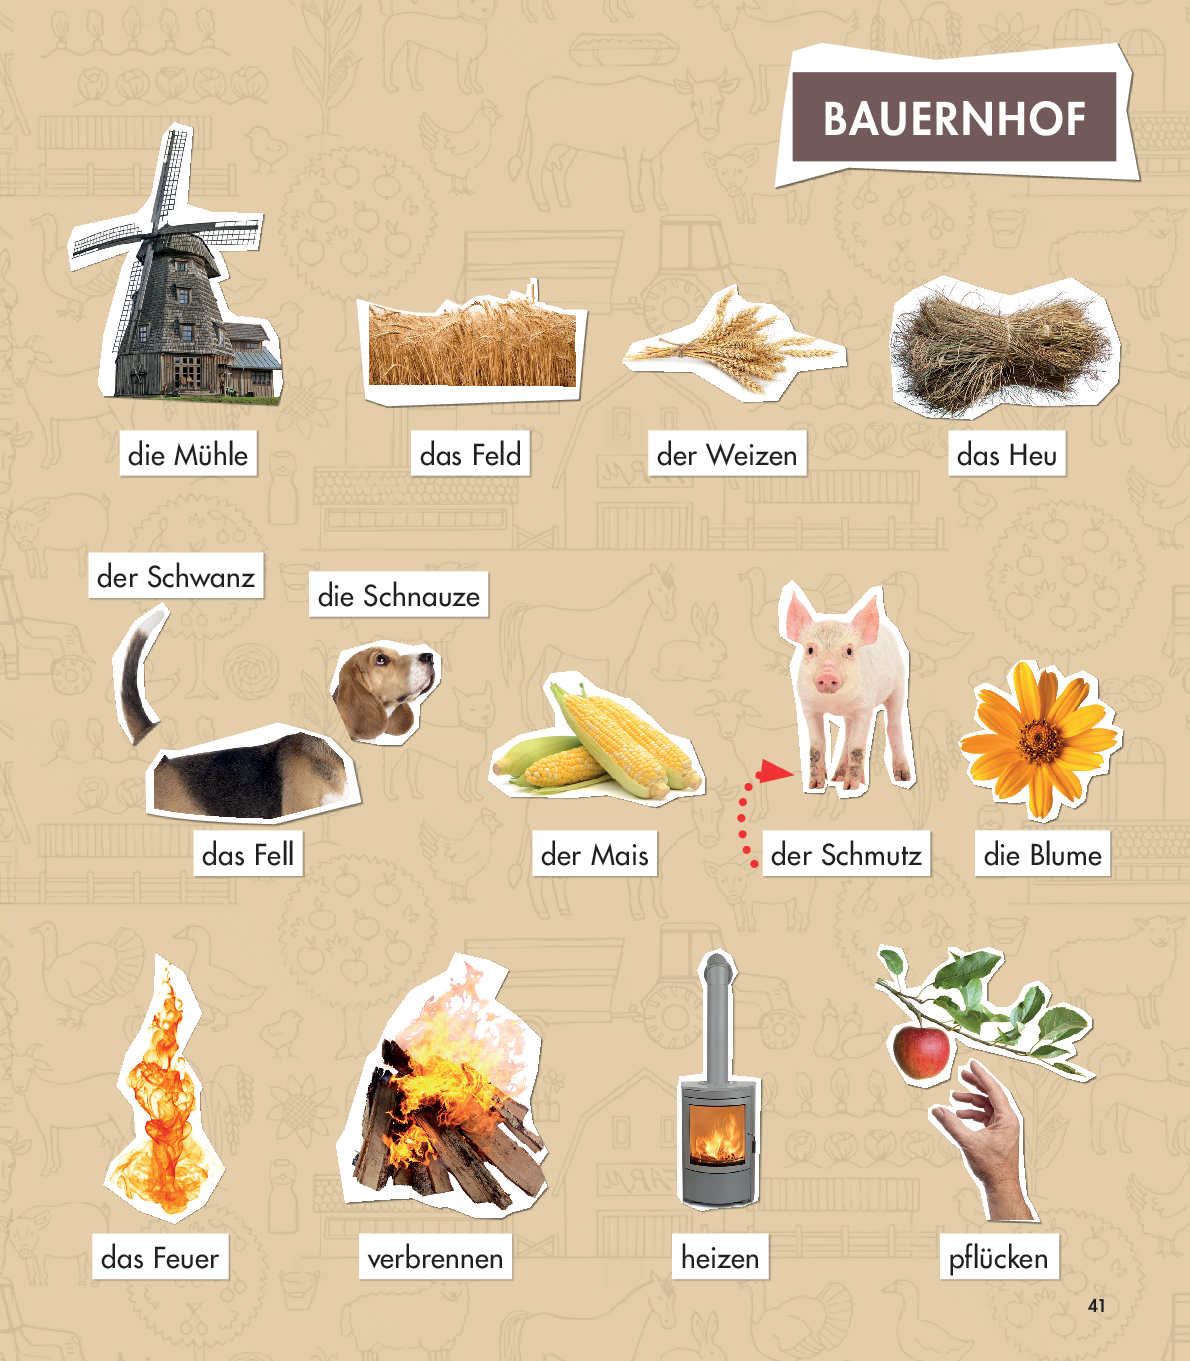 BAUERNHOF
die Mühle
das Feld
der Weizen
das Heu
der Schwanz
die Schnauze
das Fell
der Mais
der Schmutz
die Blume
das Feuer
verbrennen
heizen
pflücken
41